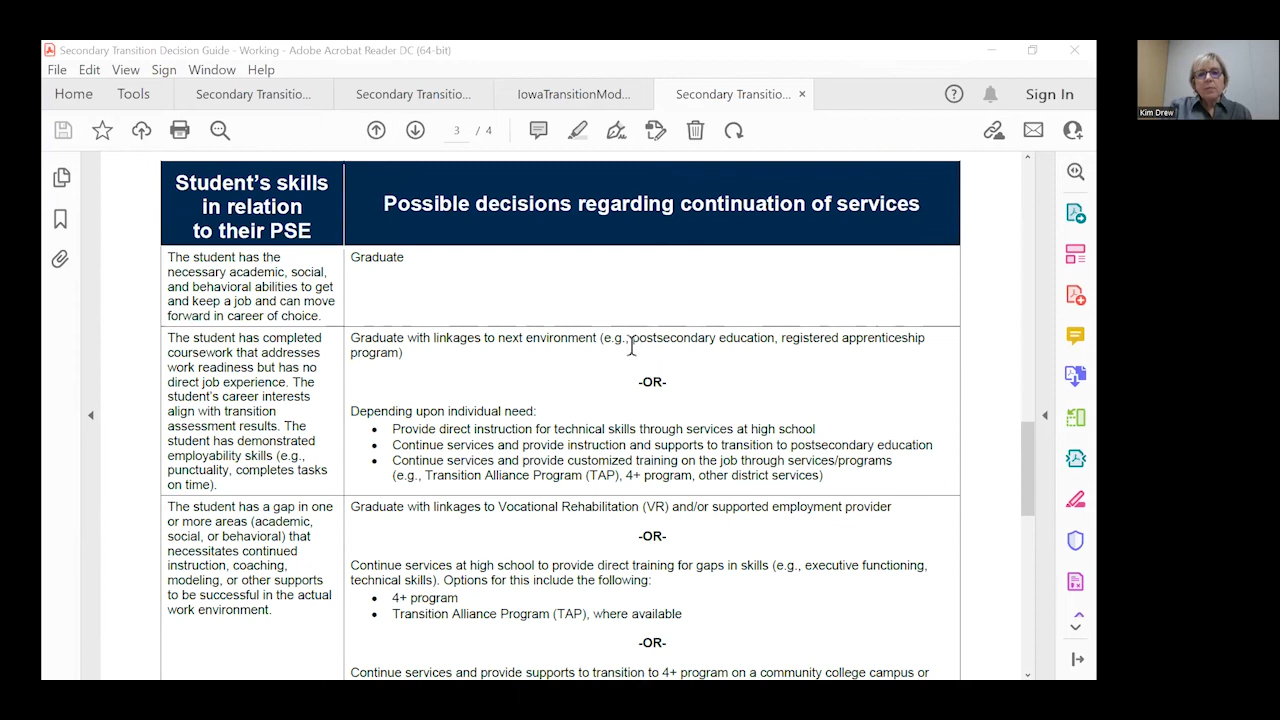 Secondary Transition Decision Guide - Working - Adobe Acrobat Reader DC (64-bit)
File Edit View Sign Window Help
Home Tools Secondary Transitio... Secondary Transitio... IowaTransitionMod... Secondary Transitio... × Sign In
3 / 4
Kim Drew
Student's skills
in relation
to their PSE
Possible decisions regarding continuation of services
The student has the
necessary academic, social,
and behavioral abilities to get
and keep a job and can move
forward in career of choice.
Graduate
The student has completed
coursework that addresses
work readiness but has no
direct job experience. The
student's career interests
align with transition
assessment results. The
student has demonstrated
employability skills (e.g.,
punctuality, completes tasks
on time).
Graduate with linkages to next environment (e.g., postsecondary education, registered apprenticeship
program)
-OR-
Depending upon individual need:
• Provide direct instruction for technical skills through services at high school
• Continue services and provide instruction and supports to transition to postsecondary education
• Continue services and provide customized training on the job through services/programs
(e.g., Transition Alliance Program (TAP), 4+ program, other district services)
The student has a gap in one
or more areas (academic,
social, or behavioral) that
necessitates continued
instruction, coaching,
modeling, or other supports
to be successful in the actual
work environment.
Graduate with linkages to Vocational Rehabilitation (VR) and/or supported employment provider
-OR-
Continue services at high school to provide direct training for gaps in skills (e.g., executive functioning,
technical skills). Options for this include the following:
• 4+ program
• Transition Alliance Program (TAP), where available
-OR-
Continue services and provide supports to transition to 4+ program on a community college campus or